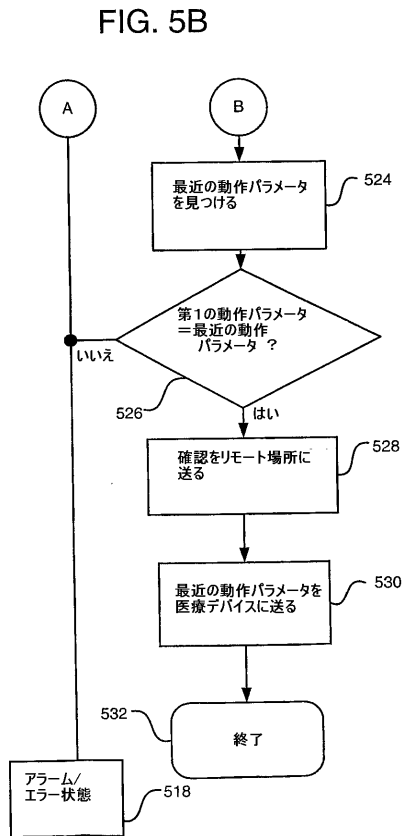 FIG. 5B
A
B
最近の動作パラメータ
を見つける
524
第1の動作パラメータ
＝最近の動作
パラメータ ？
いいえ
526
はい
確認をリモート場所に
送る
528
最近の動作パラメータを
医療デバイスに送る
530
532
終了
アラーム/
エラー状態
518